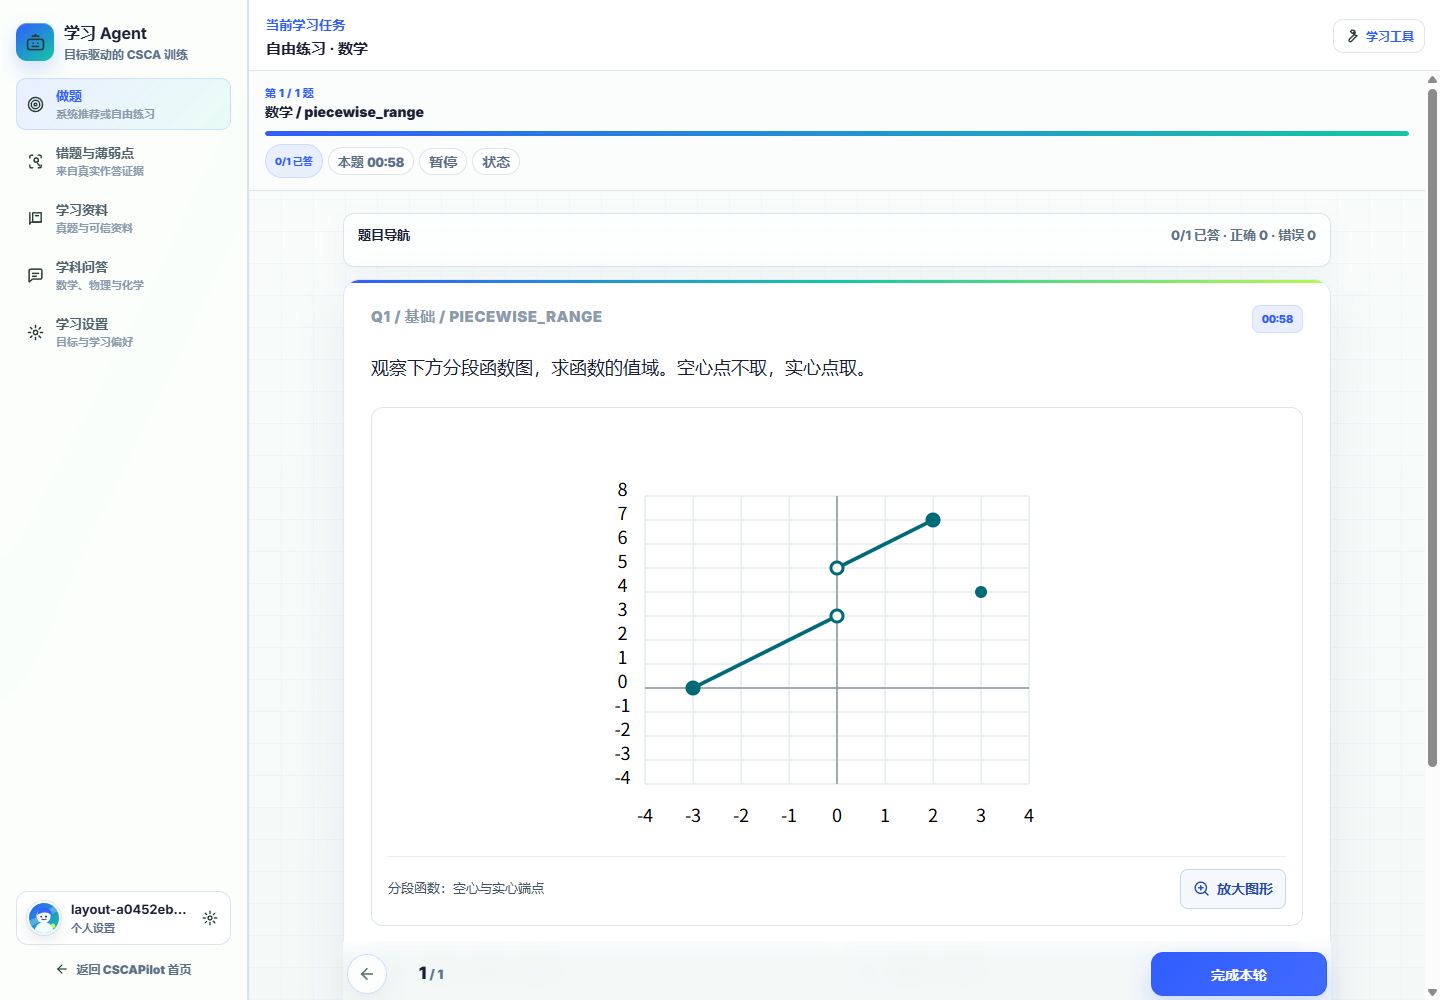 学习 Agent
目标驱动的 CSCA 训练
做题
系统推荐或自由练习
错题与薄弱点
来自真实作答证据
学习资料
真题与可信资料
学科问答
数学、物理与化学
学习设置
目标与学习偏好
layout-a0452eb...
个人设置
返回 CSCAPilot 首页
当前学习任务
自由练习 · 数学
学习工具
第 1 / 1 题
数学 / piecewise_range
0/1 已答
本题 00:58
暂停
状态
题目导航
0/1 已答 · 正确 0 · 错误 0
Q1 / 基础 / PIECEWISE_RANGE
00:58
观察下方分段函数图，求函数的值域。空心点不取，实心点取。
8
7
6
5
4
3
2
1
0
-1
-2
-3
-4
-4 -3 -2 -1 0 1 2 3 4
分段函数：空心与实心端点
放大图形
1 / 1
完成本轮